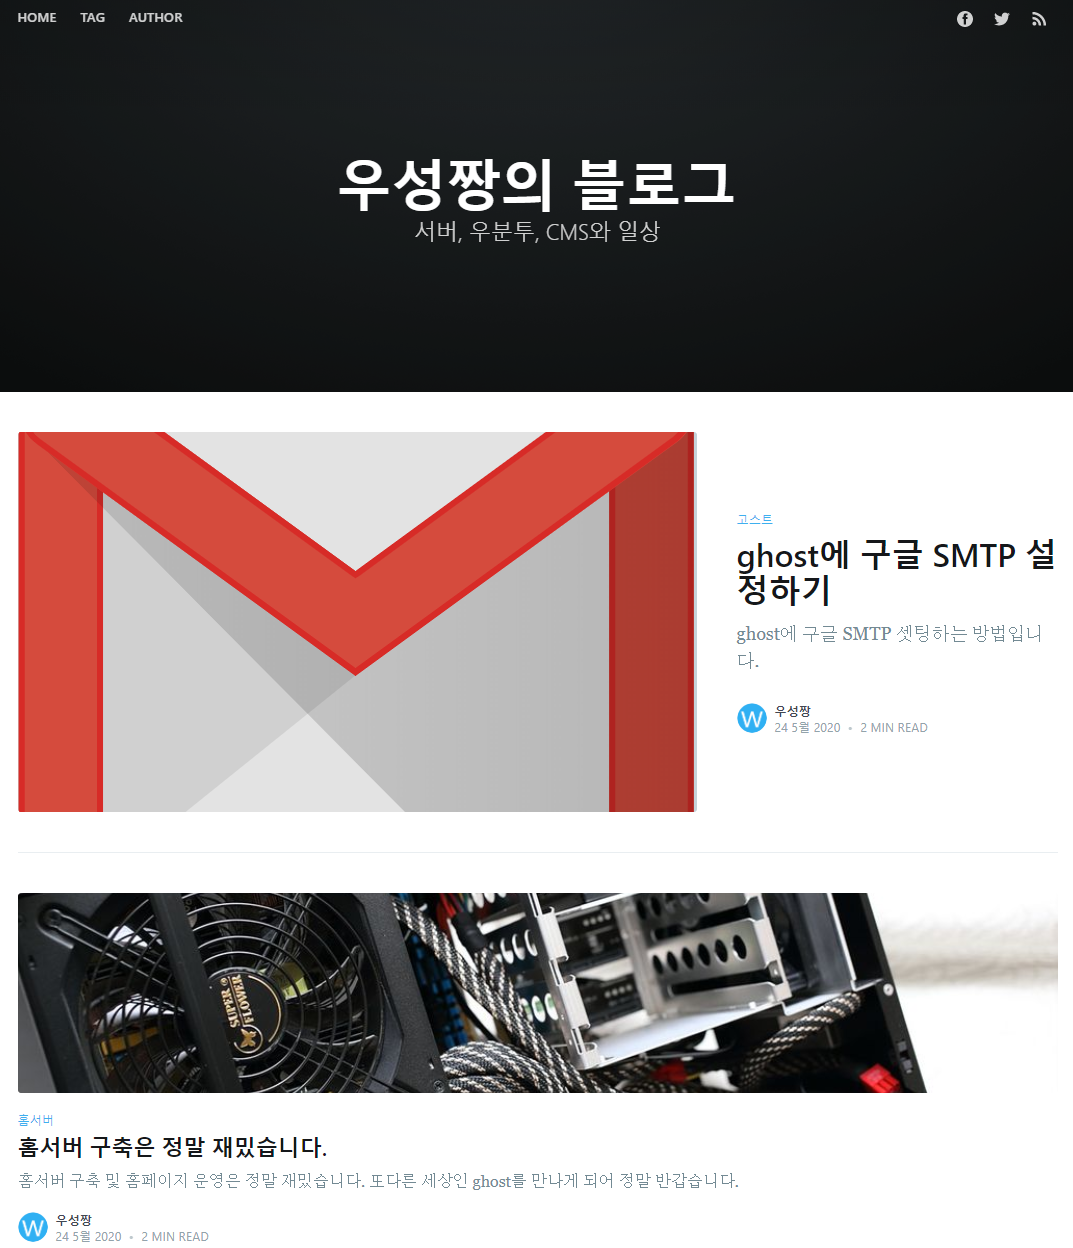 HOME TAG AUTHOR
우성짱의 블로그
서버, 우분투, CMS와 일상
고스트
ghost에 구글 SMTP 설
정하기
ghost에 구글 SMTP 셋팅하는 방법입니
다.
W
우성짱
24 5월 2020 • 2 MIN READ
SUPER ®
FLOWER
홈서버
홈서버 구축은 정말 재밌습니다.
홈서버 구축 및 홈페이지 운영은 정말 재밌습니다. 또다른 세상인 ghost를 만나게 되어 정말 반갑습니다.
W
우성짱
24 5월 2020 • 2 MIN READ